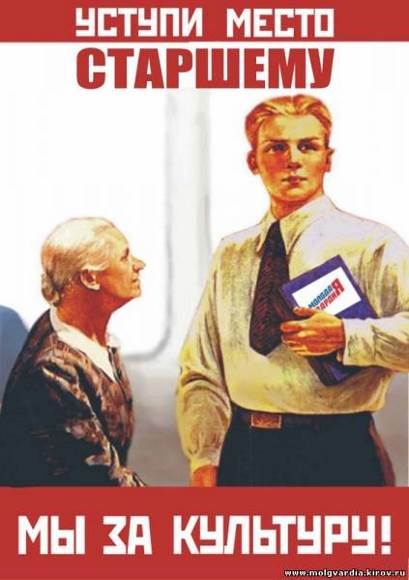 УСТУПИ МЕСТО
СТАРШЕМУ
МОЛОДАЯ
ГВАРДИЯ
МЫ ЗА КУЛЬТУРУ!
www.molgvardia.kirov.ru